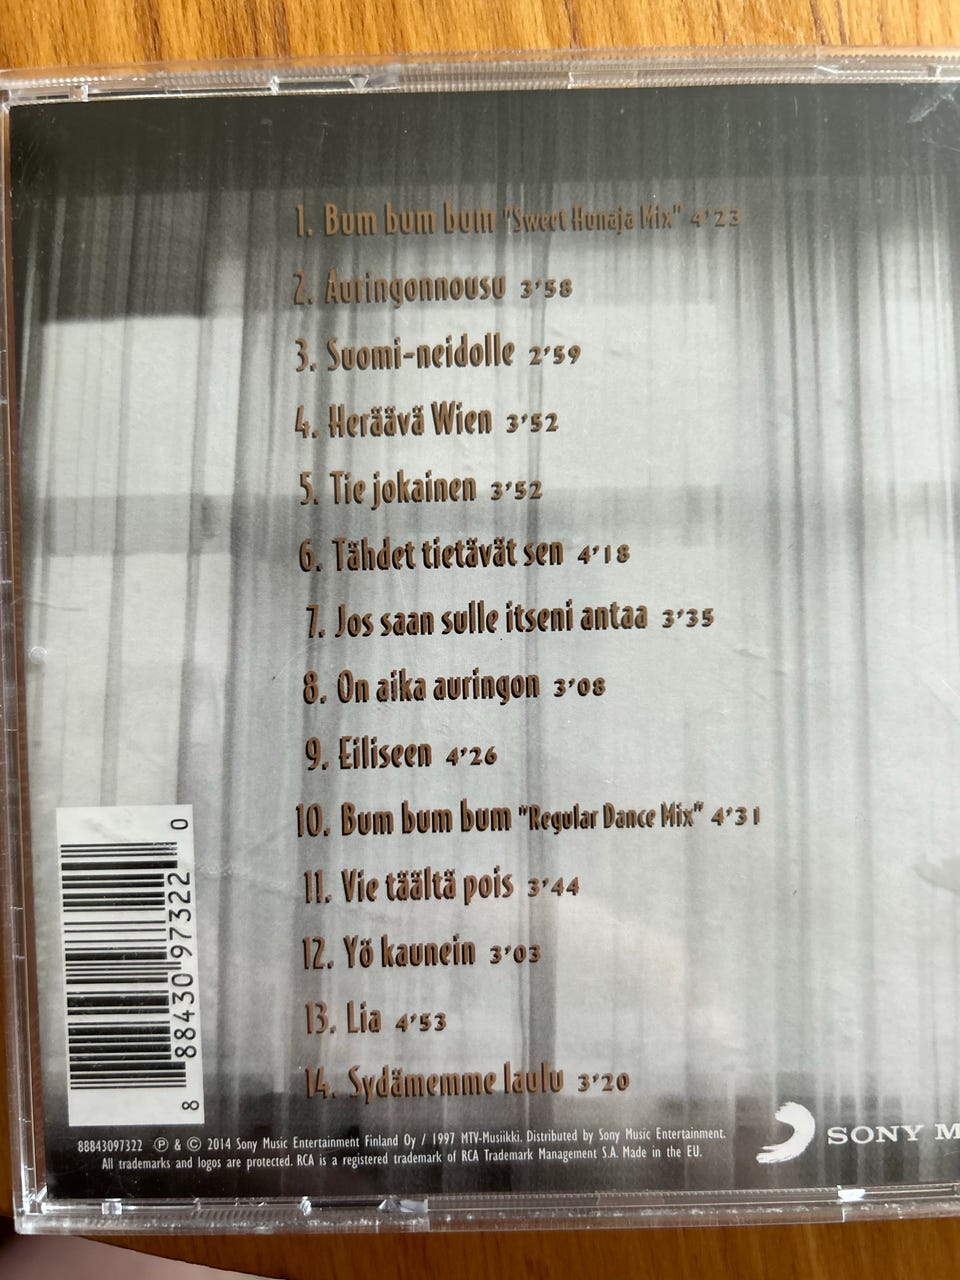 1. Bum bum bum "Sweet Hunaja Mix" 4'23
2. Auringonnousu 3'58
3. Suomi-neidolle 2'59
4. Heräävä Wien 3'52
5. Tie jokainen 3'52
6. Tähdet tietävät sen 4'18
7. Jos saan sulle itseni antaa 3'35
8. On aika auringon 3'08
9. Eiliseen 4'26
10. Bum bum bum "Regular Dance Mix" 4'31
11. Vie täältä pois 3'44
12. Yö kaunein 3'03
13. Lia 4'53
14. Sydämemme laulu 3'20
8 88430 97322 0
88843097322 Ⓟ & © 2014 Sony Music Entertainment Finland Oy / 1997 MTV-Musiikki. Distributed by Sony Music Entertainment.
All trademarks and logos are protected. RCA is a registered trademark of RCA Trademark Management S.A. Made in the EU.
SONY M